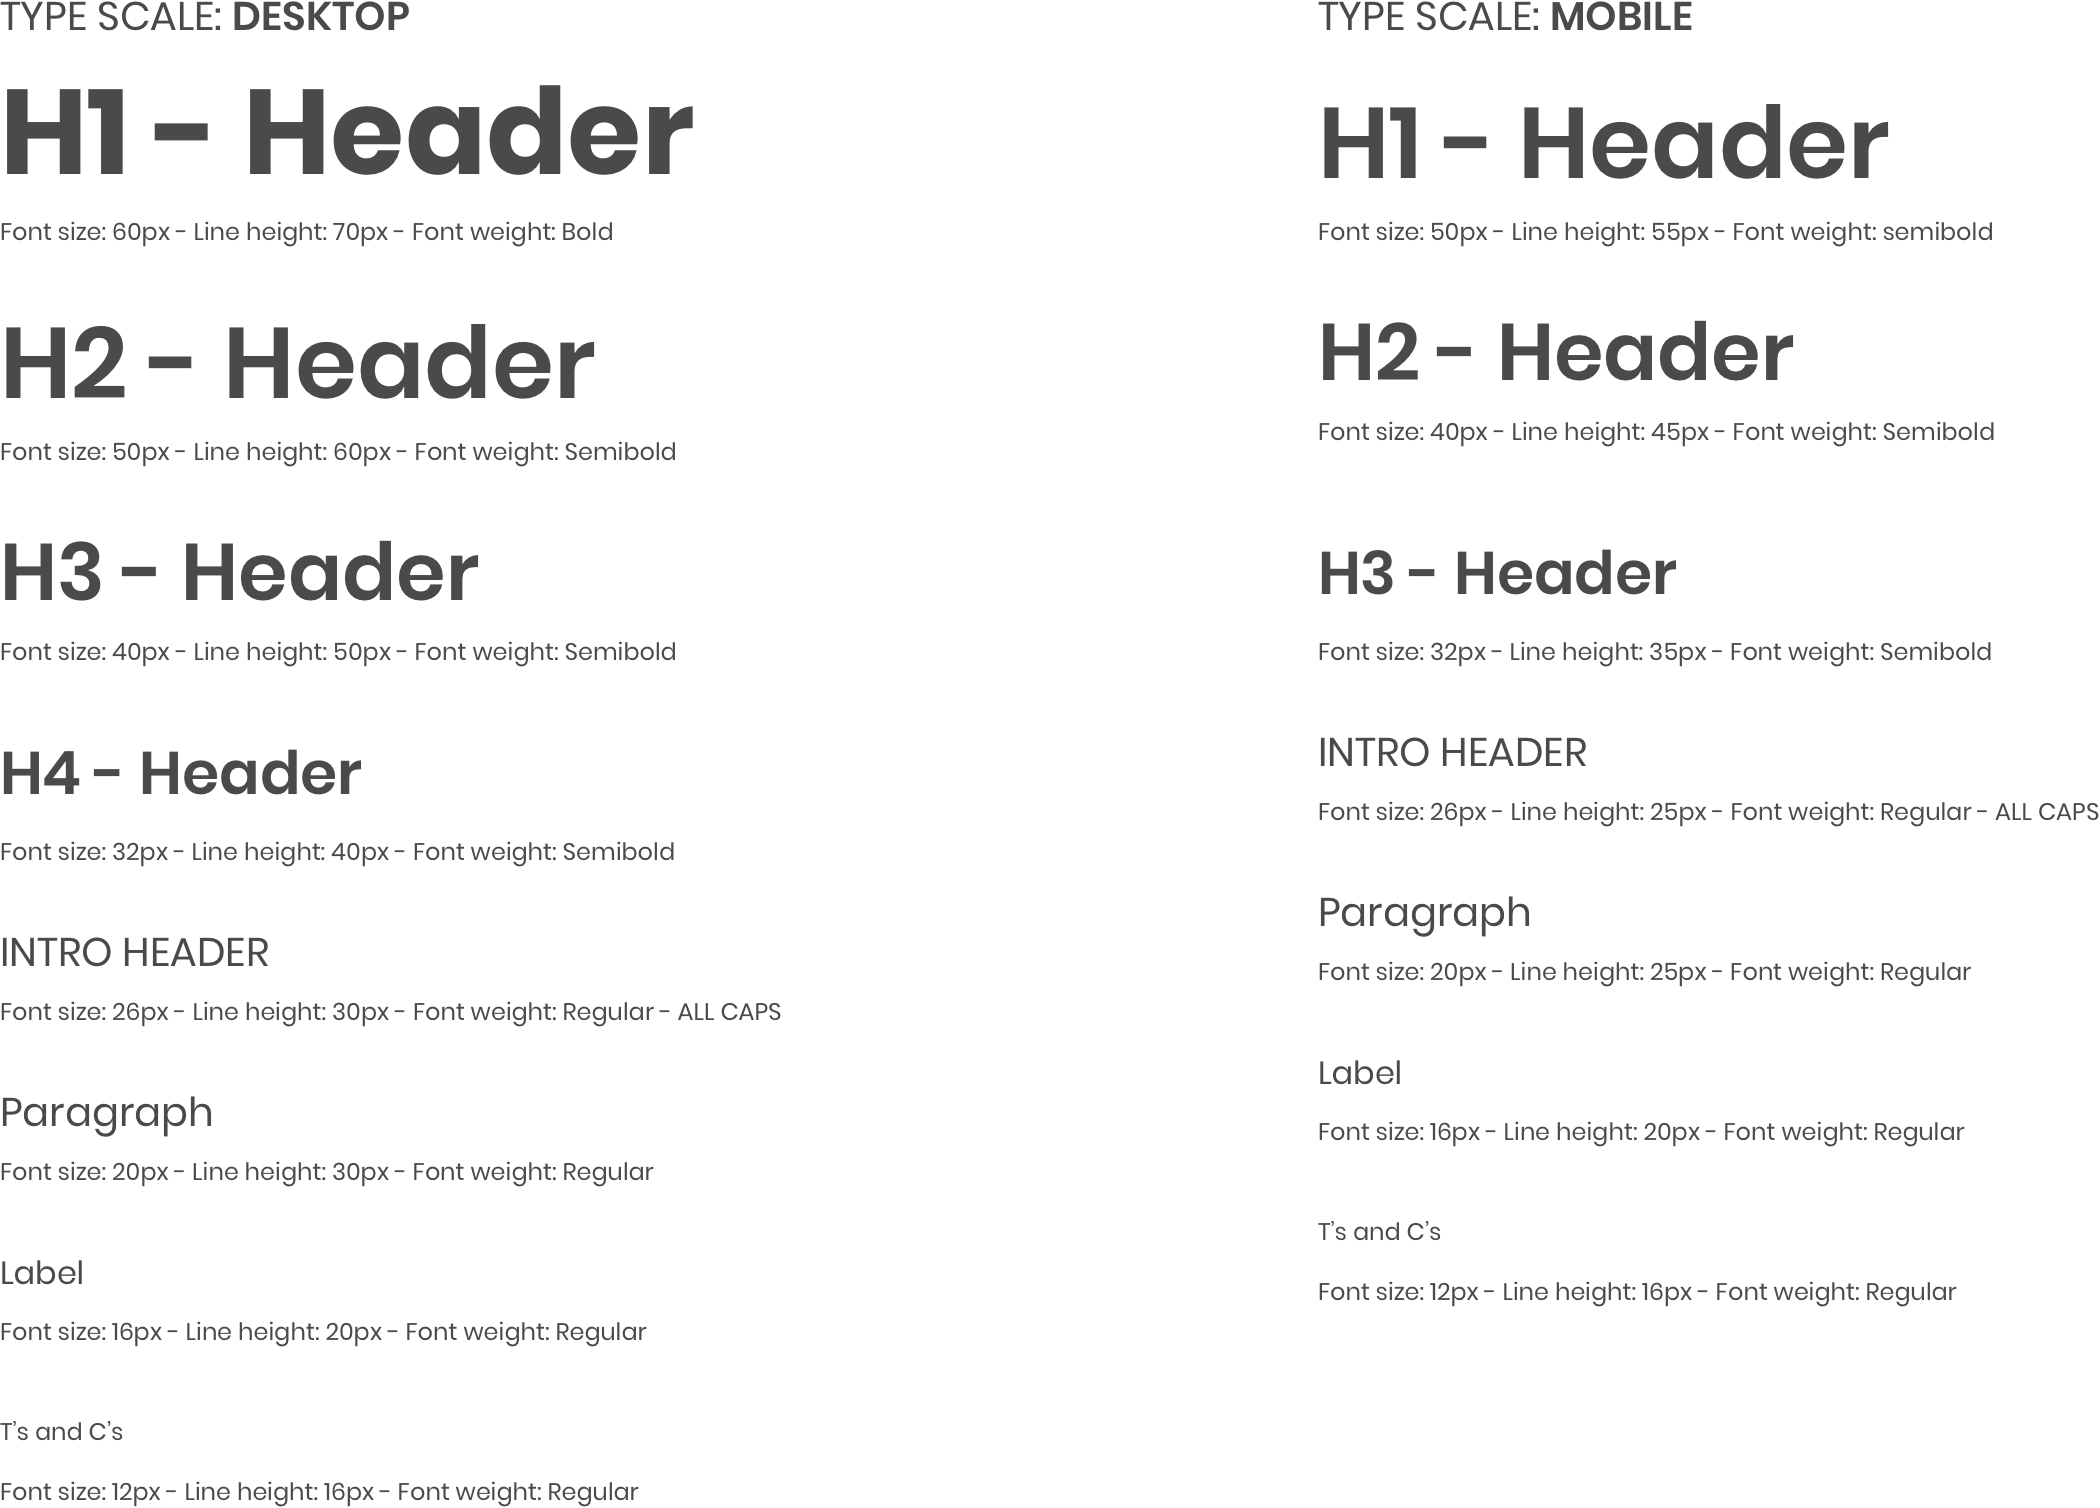 TYPE SCALE: DESKTOP
H1 - Header
Font size: 60px - Line height: 70px - Font weight: Bold
H2 - Header
Font size: 50px - Line height: 60px - Font weight: Semibold
H3 - Header
Font size: 40px - Line height: 50px - Font weight: Semibold
H4 - Header
Font size: 32px - Line height: 40px - Font weight: Semibold
INTRO HEADER
Font size: 26px - Line height: 30px - Font weight: Regular - ALL CAPS
Paragraph
Font size: 20px - Line height: 30px - Font weight: Regular
Label
Font size: 16px - Line height: 20px - Font weight: Regular
T’s and C’s
Font size: 12px - Line height: 16px - Font weight: Regular
TYPE SCALE: MOBILE
H1 - Header
Font size: 50px - Line height: 55px - Font weight: semibold
H2 - Header
Font size: 40px - Line height: 45px - Font weight: Semibold
H3 - Header
Font size: 32px - Line height: 35px - Font weight: Semibold
INTRO HEADER
Font size: 26px - Line height: 25px - Font weight: Regular - ALL CAPS
Paragraph
Font size: 20px - Line height: 25px - Font weight: Regular
Label
Font size: 16px - Line height: 20px - Font weight: Regular
T’s and C’s
Font size: 12px - Line height: 16px - Font weight: Regular